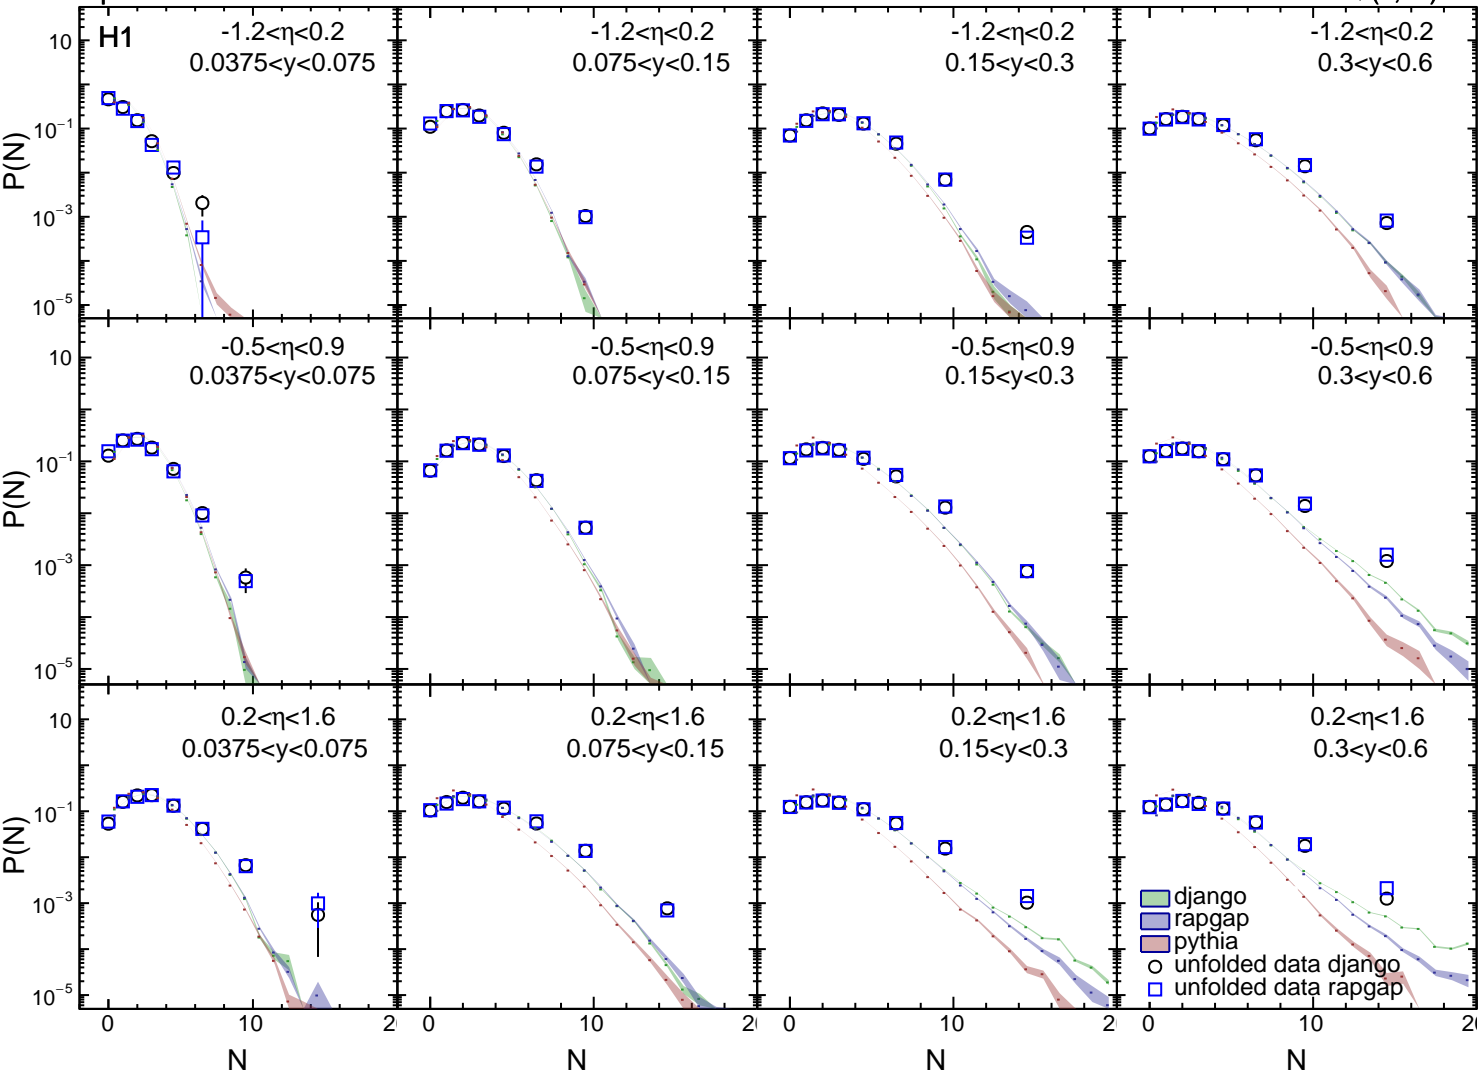 H1
-1.2<η<0.2
0.0375<y<0.075
-1.2<η<0.2
0.075<y<0.15
-1.2<η<0.2
0.15<y<0.3
-1.2<η<0.2
0.3<y<0.6
10
10⁻¹
10⁻³
10⁻⁵
P(N)
-0.5<η<0.9
0.0375<y<0.075
-0.5<η<0.9
0.075<y<0.15
-0.5<η<0.9
0.15<y<0.3
-0.5<η<0.9
0.3<y<0.6
10
10⁻¹
10⁻³
10⁻⁵
P(N)
0.2<η<1.6
0.0375<y<0.075
0.2<η<1.6
0.075<y<0.15
0.2<η<1.6
0.15<y<0.3
0.2<η<1.6
0.3<y<0.6
10
10⁻¹
10⁻³
10⁻⁵
P(N)
django
rapgap
pythia
unfolded data django
unfolded data rapgap
0 10 2
0 10 2
0 10 2
0 10 2
N N N N